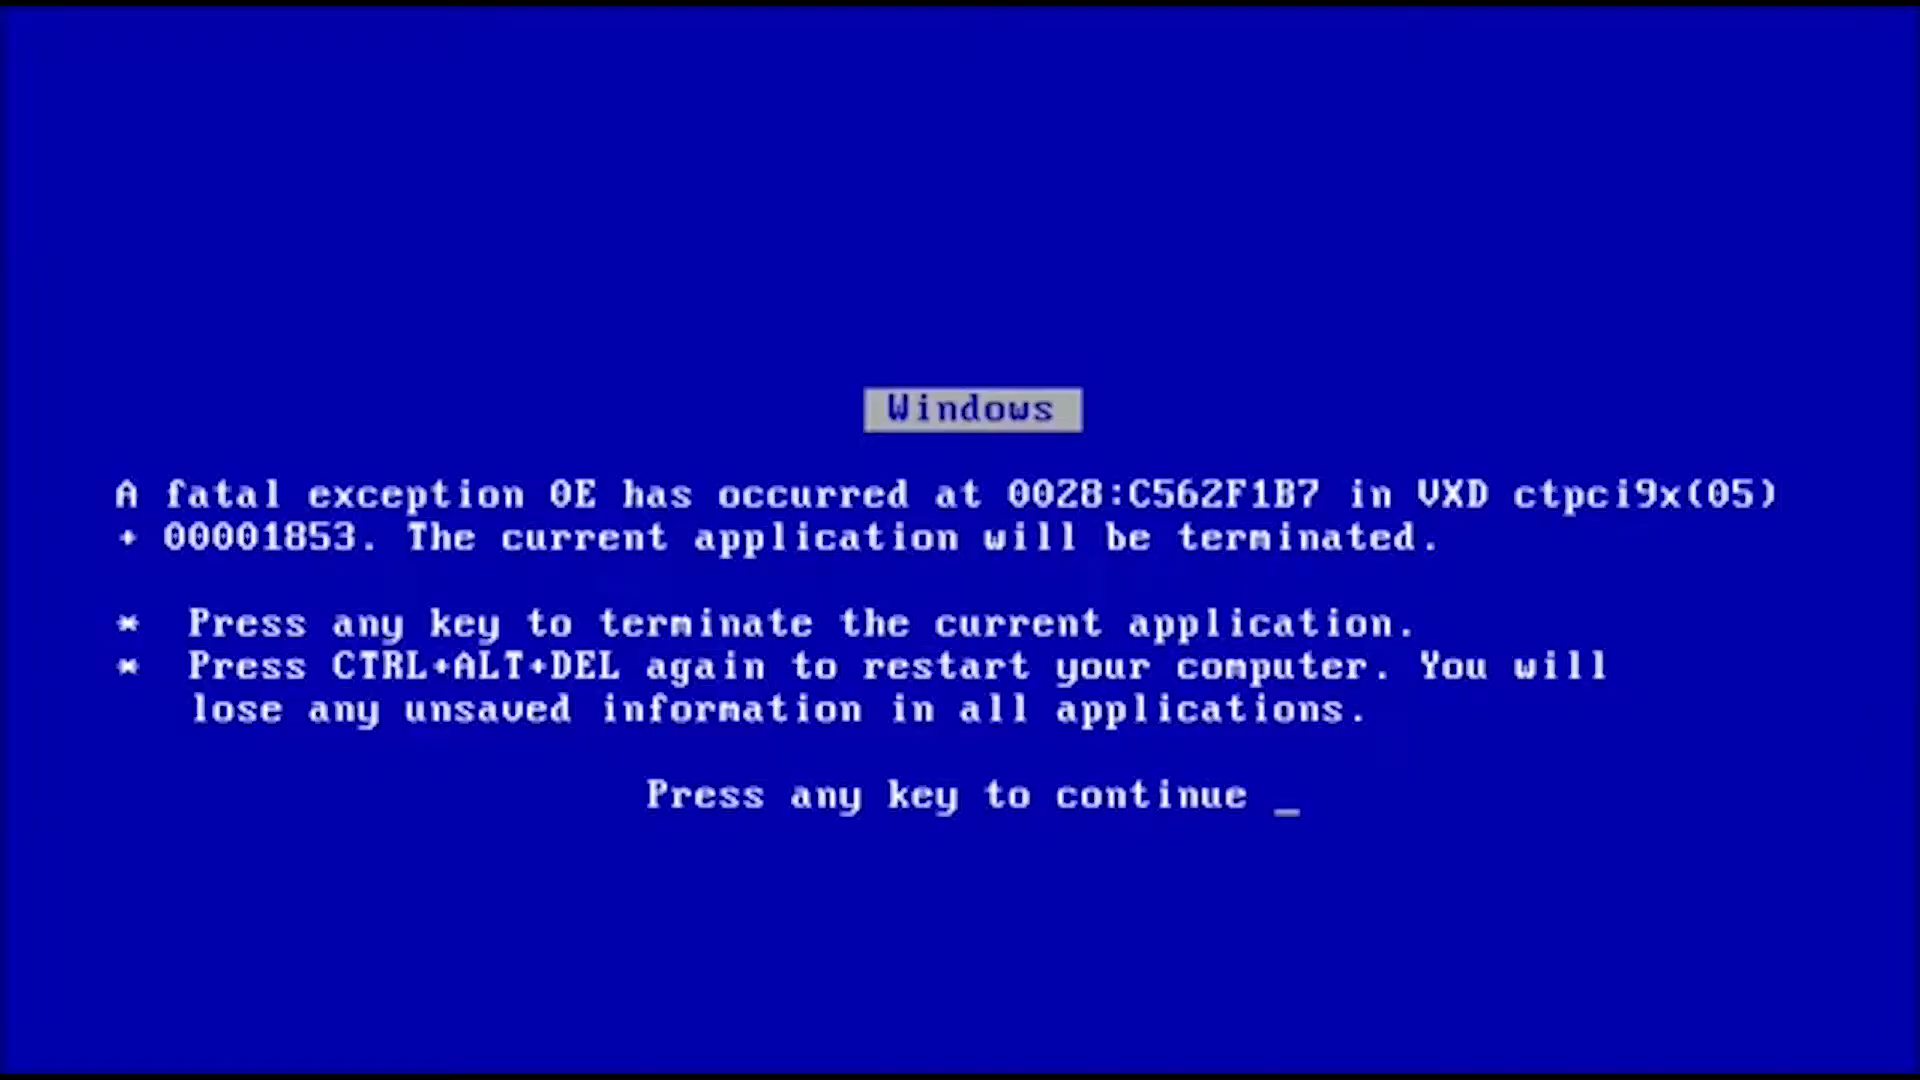 Windows
A fatal exception 0E has occurred at 0028:C562F1B7 in VXD ctpci9x(05)
+ 00001853. The current application will be terminated.
* Press any key to terminate the current application.
* Press CTRL+ALT+DEL again to restart your computer. You will
lose any unsaved information in all applications.
Press any key to continue _